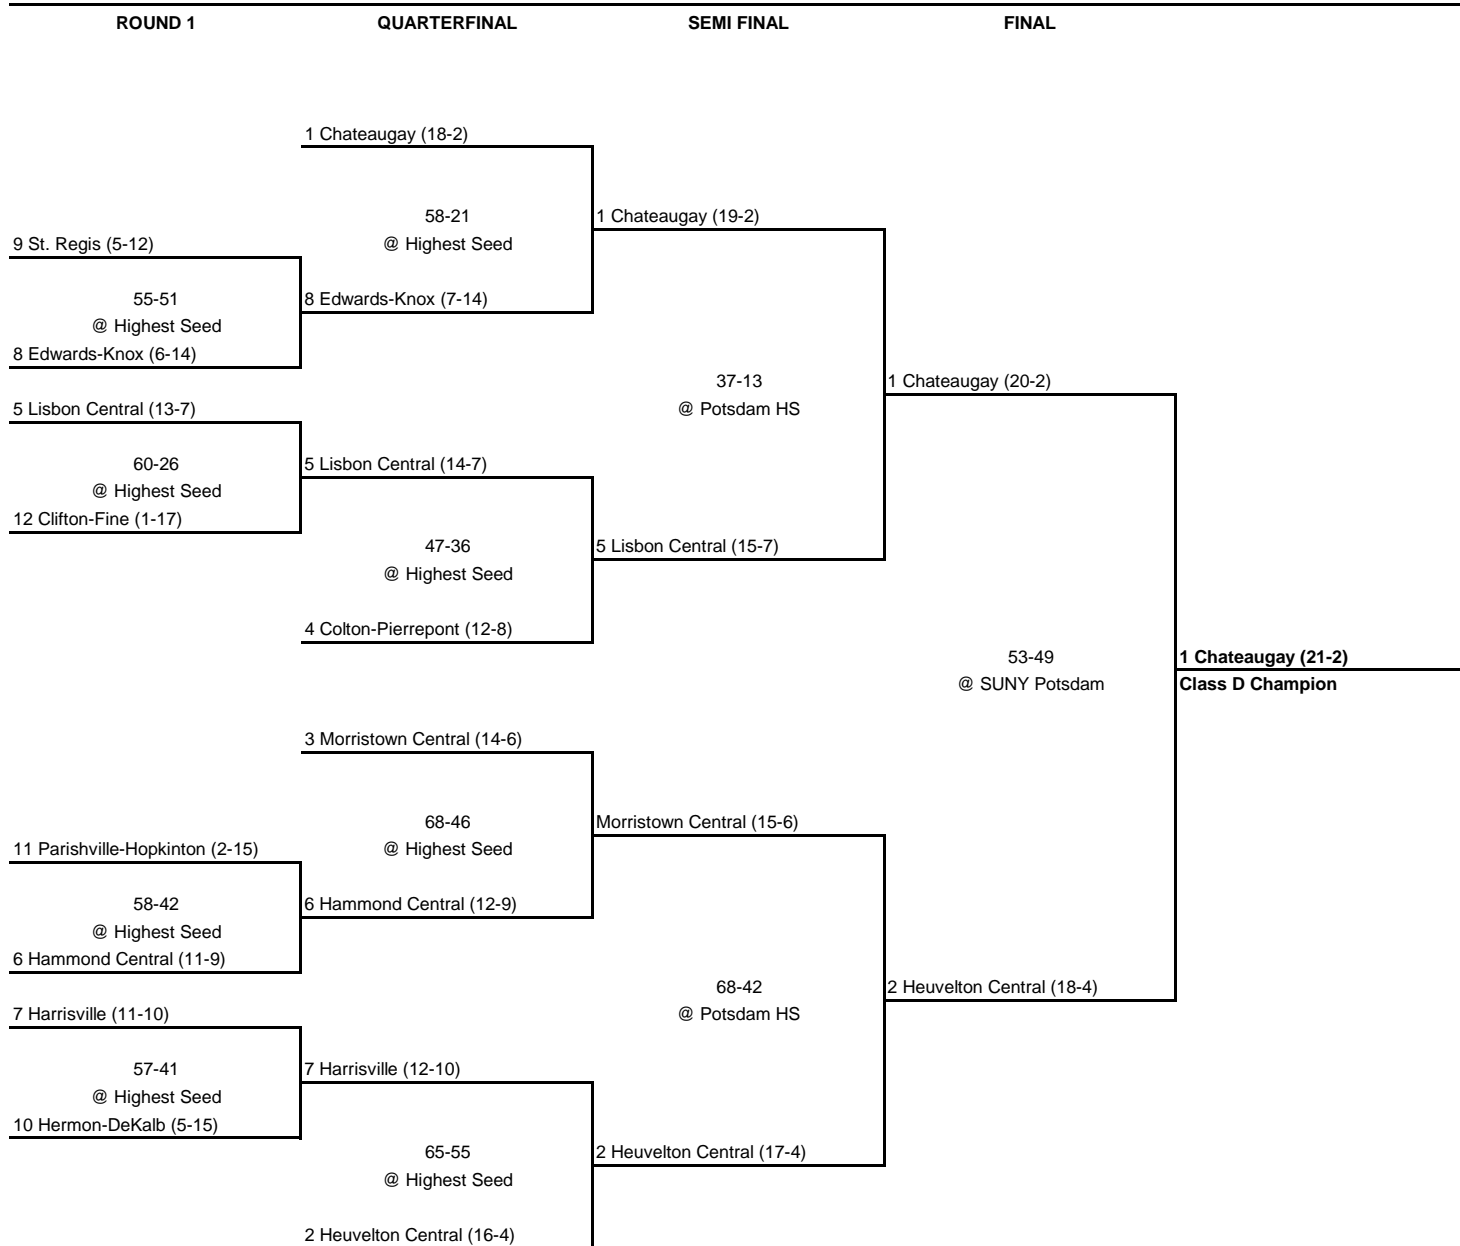 ROUND 1 QUARTERFINAL SEMI FINAL FINAL
1 Chateaugay (18-2)
58-21 1 Chateaugay (19-2)
9 St. Regis (5-12) @ Highest Seed
55-51 8 Edwards-Knox (7-14)
@ Highest Seed
8 Edwards-Knox (6-14)
37-13 1 Chateaugay (20-2)
5 Lisbon Central (13-7) @ Potsdam HS
60-26 5 Lisbon Central (14-7)
@ Highest Seed
12 Clifton-Fine (1-17)
47-36 5 Lisbon Central (15-7)
@ Highest Seed
4 Colton-Pierrepont (12-8)
53-49 1 Chateaugay (21-2)
@ SUNY Potsdam Class D Champion
3 Morristown Central (14-6)
68-46 Morristown Central (15-6)
11 Parishville-Hopkinton (2-15) @ Highest Seed
58-42 6 Hammond Central (12-9)
@ Highest Seed
6 Hammond Central (11-9)
68-42 2 Heuvelton Central (18-4)
7 Harrisville (11-10) @ Potsdam HS
57-41 7 Harrisville (12-10)
@ Highest Seed
10 Hermon-DeKalb (5-15)
65-55 2 Heuvelton Central (17-4)
@ Highest Seed
2 Heuvelton Central (16-4)